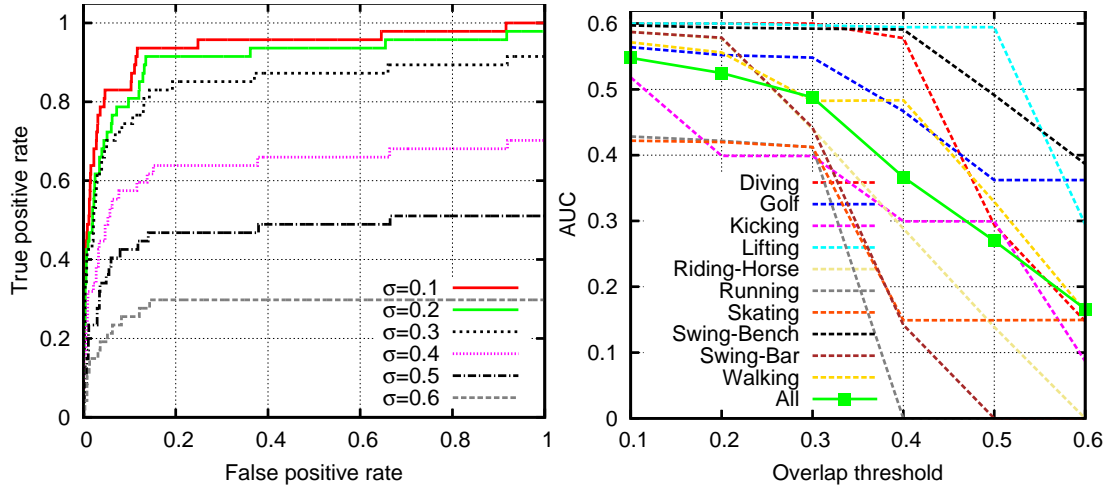 True positive rate
1
0.8
0.6
0.4
0.2
0
0 0.2 0.4 0.6 0.8 1
False positive rate
σ=0.1
σ=0.2
σ=0.3
σ=0.4
σ=0.5
σ=0.6
AUC
0.6
0.5
0.4
0.3
0.2
0.1
0
0.1 0.2 0.3 0.4 0.5 0.6
Overlap threshold
Diving
Golf
Kicking
Lifting
Riding-Horse
Running
Skating
Swing-Bench
Swing-Bar
Walking
All